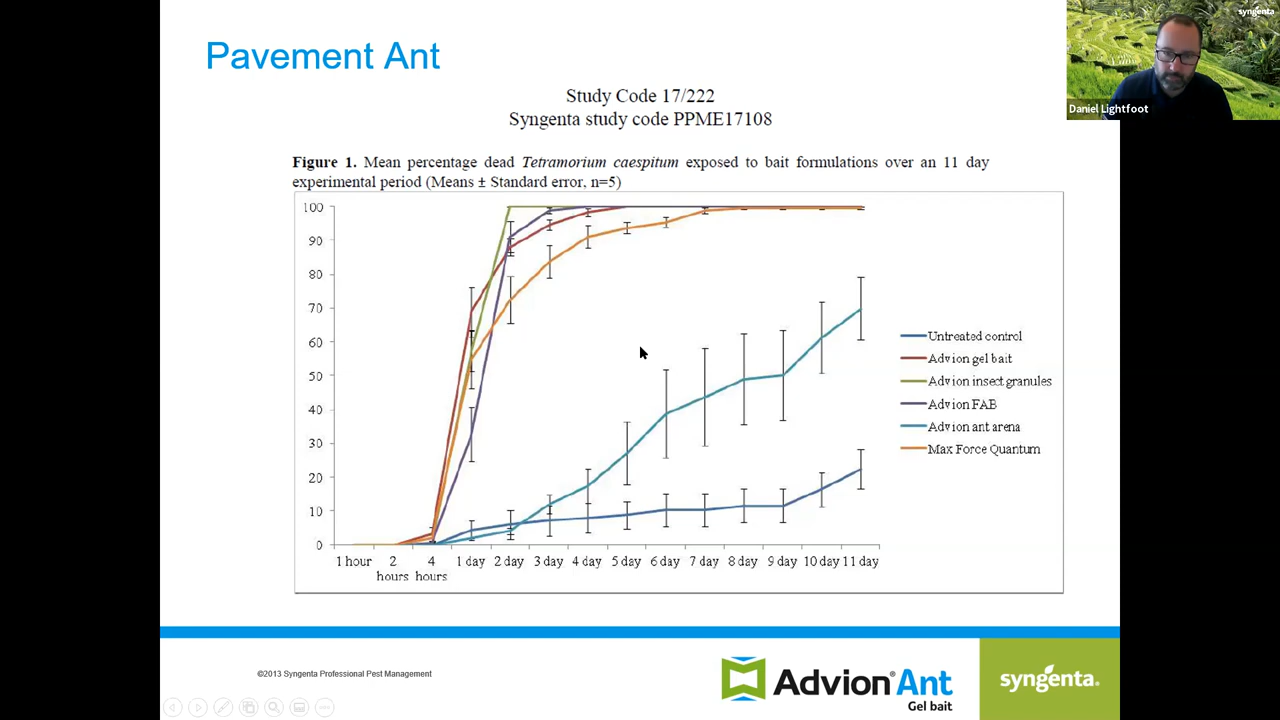 Pavement Ant
syngenta
Daniel Lightfoot
Study Code 17/222
Syngenta study code PPME17108
Figure 1. Mean percentage dead Tetramorium caespitum exposed to bait formulations over an 11 day
experimental period (Means ± Standard error, n=5)
100
90
80
70
60
50
40
30
20
10
0
1 hour 2 hours 4 hours 1 day 2 day 3 day 4 day 5 day 6 day 7 day 8 day 9 day 10 day 11 day
Untreated control
Advion gel bait
Advion insect granules
Advion FAB
Advion ant arena
Max Force Quantum
©2013 Syngenta Professional Pest Management
Advion® Ant
Gel bait
syngenta.